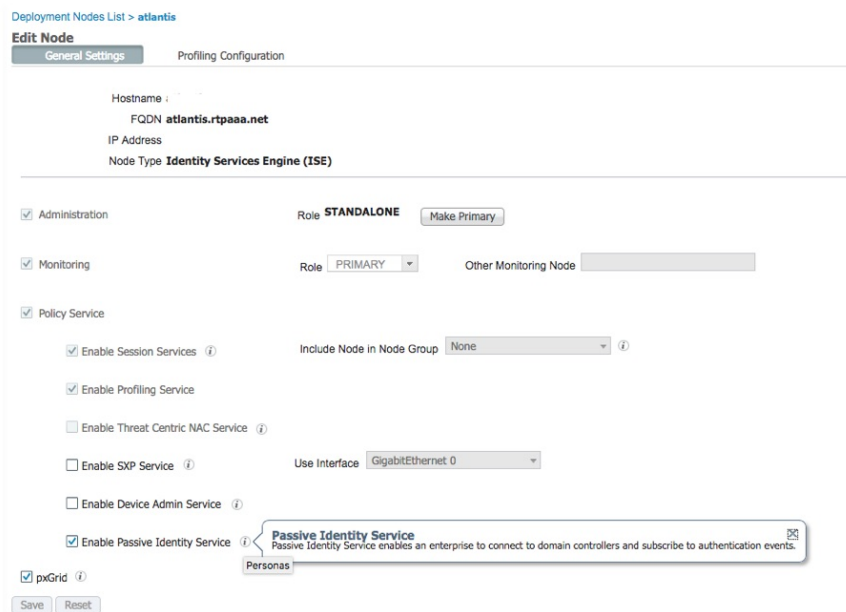 Deployment Nodes List > atlantis
Edit Node
General Settings Profiling Configuration
Hostname
FQDN atlantis.rtpaaa.net
IP Address
Node Type Identity Services Engine (ISE)
Administration Role STANDALONE Make Primary
Monitoring Role PRIMARY Other Monitoring Node
Policy Service
Enable Session Services Include Node in Node Group None
Enable Profiling Service
Enable Threat Centric NAC Service
Enable SXP Service Use Interface GigabitEthernet 0
Enable Device Admin Service
Enable Passive Identity Service Passive Identity Service
Passive Identity Service enables an enterprise to connect to domain controllers and subscribe to authentication events.
Personas
pxGrid
Save Reset